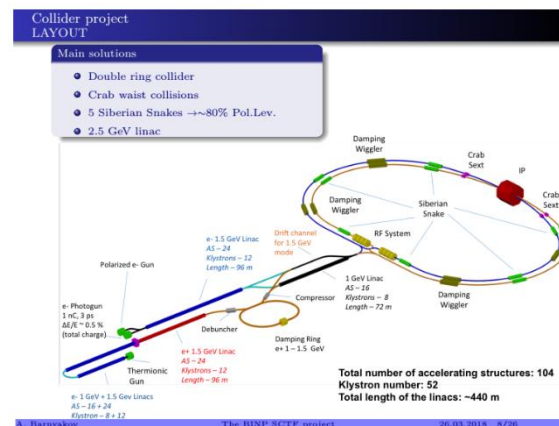 Collider project
LAYOUT
Main solutions
Double ring collider
Crab waist collisions
5 Siberian Snakes →~80% Pol.Lev.
2.5 GeV linac
Damping
Wiggler
Crab
Sext
IP
Damping
Wiggler
Siberian
Snake
Crab
Sext
RF System
Damping
Wiggler
e- 1.5 GeV Linac
AS – 24
Klystrons – 12
Length – 96 m
Drift channel
for 1.5 GeV
mode
1 GeV Linac
AS – 16
Klystrons – 8
Length – 72 m
Polarized e- Gun
e- Photogun
1 nC, 3 ps
ΔE/E ~ 0.5 %
(total charge)
Compressor
Debuncher
Damping Ring
e+ 1 – 1.5 GeV
Thermionic
Gun
e+ 1.5 GeV Linac
AS – 24
Klystrons – 12
Length – 96 m
e- 1 GeV + 1.5 Gev Linacs
AS – 16 + 24
Klystron – 8 + 12
Total number of accelerating structures: 104
Klystron number: 52
Total length of the linacs: ~440 m
A. Barnyakov The BINP SCTF project 26.03.2018 8/26